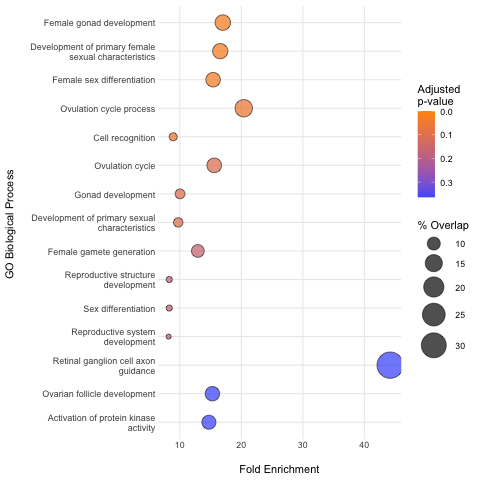 Female gonad development
Development of primary female
sexual characteristics
Female sex differentiation
Ovulation cycle process
Cell recognition
Ovulation cycle
Gonad development
Development of primary sexual
characteristics
Female gamete generation
Reproductive structure
development
Sex differentiation
Reproductive system
development
Retinal ganglion cell axon
guidance
Ovarian follicle development
Activation of protein kinase
activity
GO Biological Process
10 20 30 40
Fold Enrichment
Adjusted
p-value
0.0
0.1
0.2
0.3
% Overlap
10
15
20
25
30